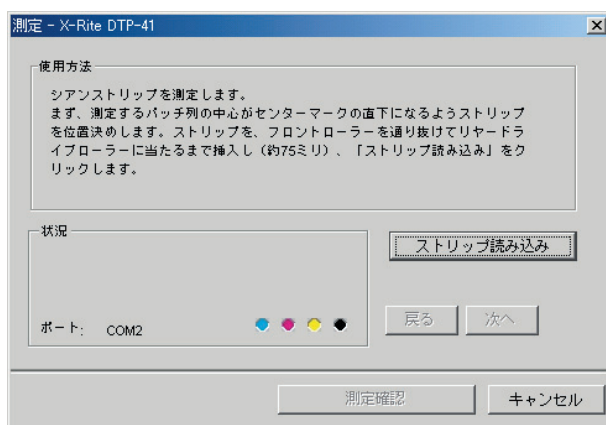 測定 - X-Rite DTP-41
使用方法
シアンストリップを測定します。
まず、測定するパッチ列の中心がセンターマークの直下になるようストリップ
を位置決めします。ストリップを、フロントローラーを通り抜けてリヤードラ
イブローラーに当たるまで挿入し（約75ミリ）、「ストリップ読み込み」をク
リックします。
状況
ストリップ読み込み
ポート: COM2
戻る
次へ
測定確認
キャンセル